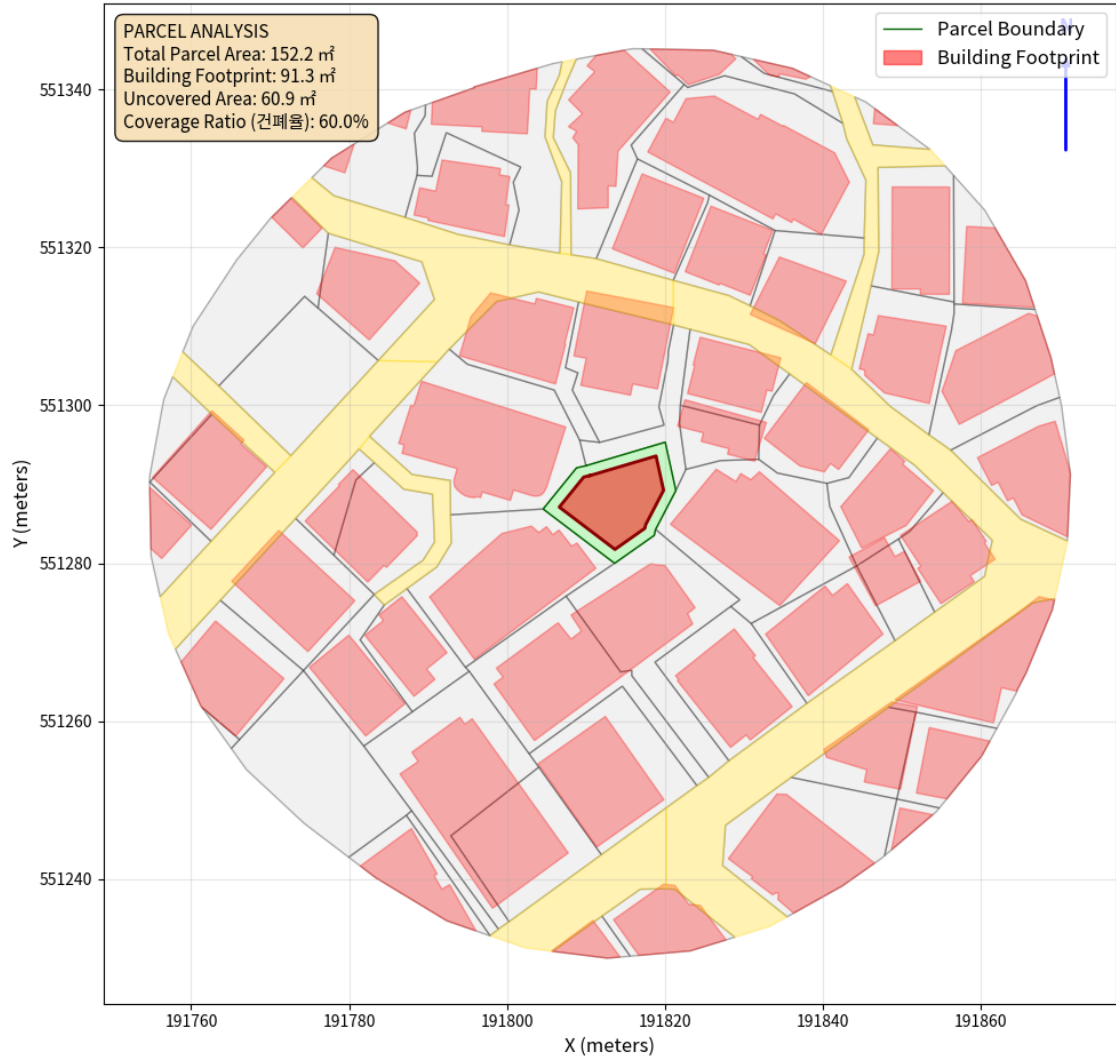 PARCEL ANALYSIS
Total Parcel Area: 152.2 ㎡
Building Footprint: 91.3 ㎡
Uncovered Area: 60.9 ㎡
Coverage Ratio (건폐율): 60.0%
Parcel Boundary
Building Footprint
N
551340
551320
551300
551280
551260
551240
Y (meters)
191760
191780
191800
191820
191840
191860
X (meters)